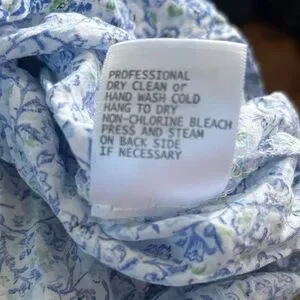 PROFESSIONAL
DRY CLEAN or
HAND WASH COLD
HANG TO DRY
NON-CHLORINE BLEACH
PRESS AND STEAM
ON BACK SIDE
IF NECESSARY